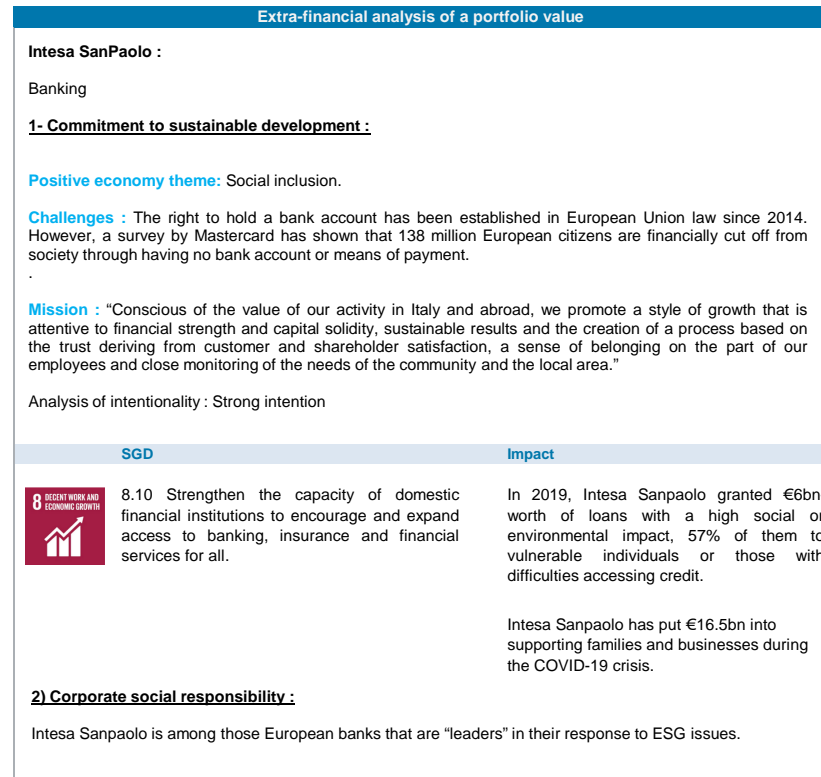 Extra-financial analysis of a portfolio value
Intesa SanPaolo :
Banking
1- Commitment to sustainable development :
Positive economy theme: Social inclusion.
Challenges : The right to hold a bank account has been established in European Union law since 2014.
However, a survey by Mastercard has shown that 138 million European citizens are financially cut off from
society through having no bank account or means of payment.
.
Mission : “Conscious of the value of our activity in Italy and abroad, we promote a style of growth that is
attentive to financial strength and capital solidity, sustainable results and the creation of a process based on
the trust deriving from customer and shareholder satisfaction, a sense of belonging on the part of our
employees and close monitoring of the needs of the community and the local area.”
Analysis of intentionality : Strong intention
SGD
Impact
8 DECENT WORK AND
ECONOMIC GROWTH
8.10 Strengthen the capacity of domestic
financial institutions to encourage and expand
access to banking, insurance and financial
services for all.
In 2019, Intesa Sanpaolo granted €6bn
worth of loans with a high social or
environmental impact, 57% of them to
vulnerable individuals or those with
difficulties accessing credit.
Intesa Sanpaolo has put €16.5bn into
supporting families and businesses during
the COVID-19 crisis.
2) Corporate social responsibility :
Intesa Sanpaolo is among those European banks that are “leaders” in their response to ESG issues.